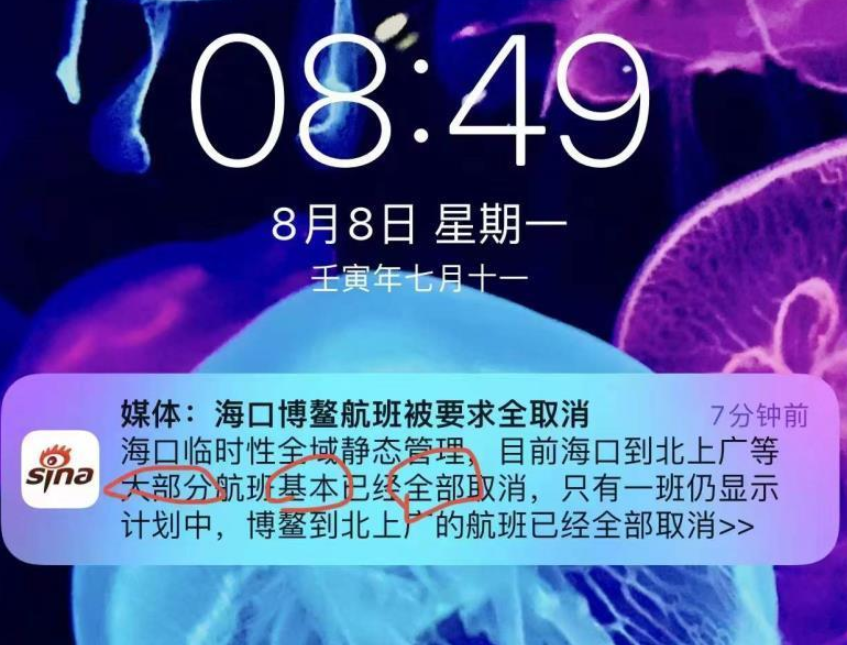 08:49
8月8日 星期一
壬寅年七月十一
媒体：海口博鳌航班被要求全取消 7分钟前
海口临时性全域静态管理，目前海口到北上广等
sina
大部分航班基本已经全部取消，只有一班仍显示
计划中，博鳌到北上广的航班已经全部取消>>